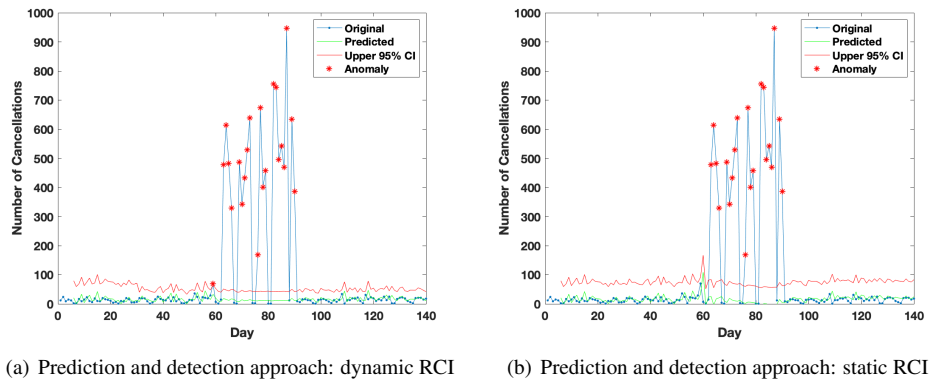 1000
900
800
700
600
500
400
300
200
100
0
Number of Cancellations
0 20 40 60 80 100 120 140
Day
Original
Predicted
Upper 95% CI
Anomaly
(a) Prediction and detection approach: dynamic RCI
1000
900
800
700
600
500
400
300
200
100
0
Number of Cancellations
0 20 40 60 80 100 120 140
Day
Original
Predicted
Upper 95% CI
Anomaly
(b) Prediction and detection approach: static RCI